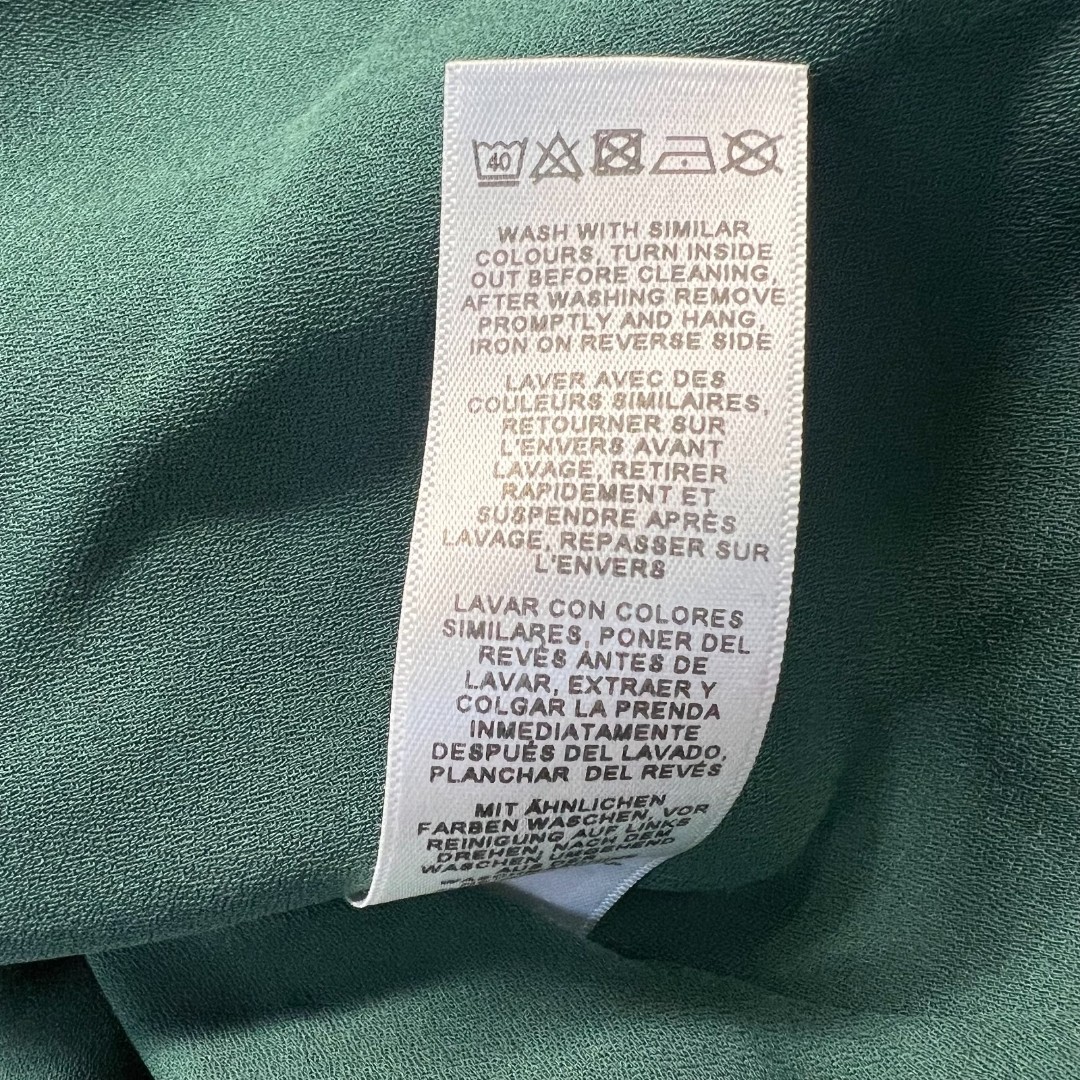 40
WASH WITH SIMILAR
COLOURS, TURN INSIDE
OUT BEFORE CLEANING,
AFTER WASHING REMOVE
PROMPTLY AND HANG,
IRON ON REVERSE SIDE
LAVER AVEC DES
COULEURS SIMILAIRES,
RETOURNER SUR
L'ENVERS AVANT
LAVAGE, RETIRER
RAPIDEMENT ET
SUSPENDRE APRÈS
LAVAGE, REPASSER SUR
L'ENVERS
LAVAR CON COLORES
SIMILARES, PONER DEL
REVÉS ANTES DE
LAVAR, EXTRAER Y
COLGAR LA PRENDA
INMEDIATAMENTE
DESPUÉS DEL LAVADO,
PLANCHAR DEL REVÉS
MIT ÄHNLICHEN
FARBEN WASCHEN, VOR
REINIGUNG AUF LINKS
DREHEN, NACH DEM
WASCHEN UMGEHEND